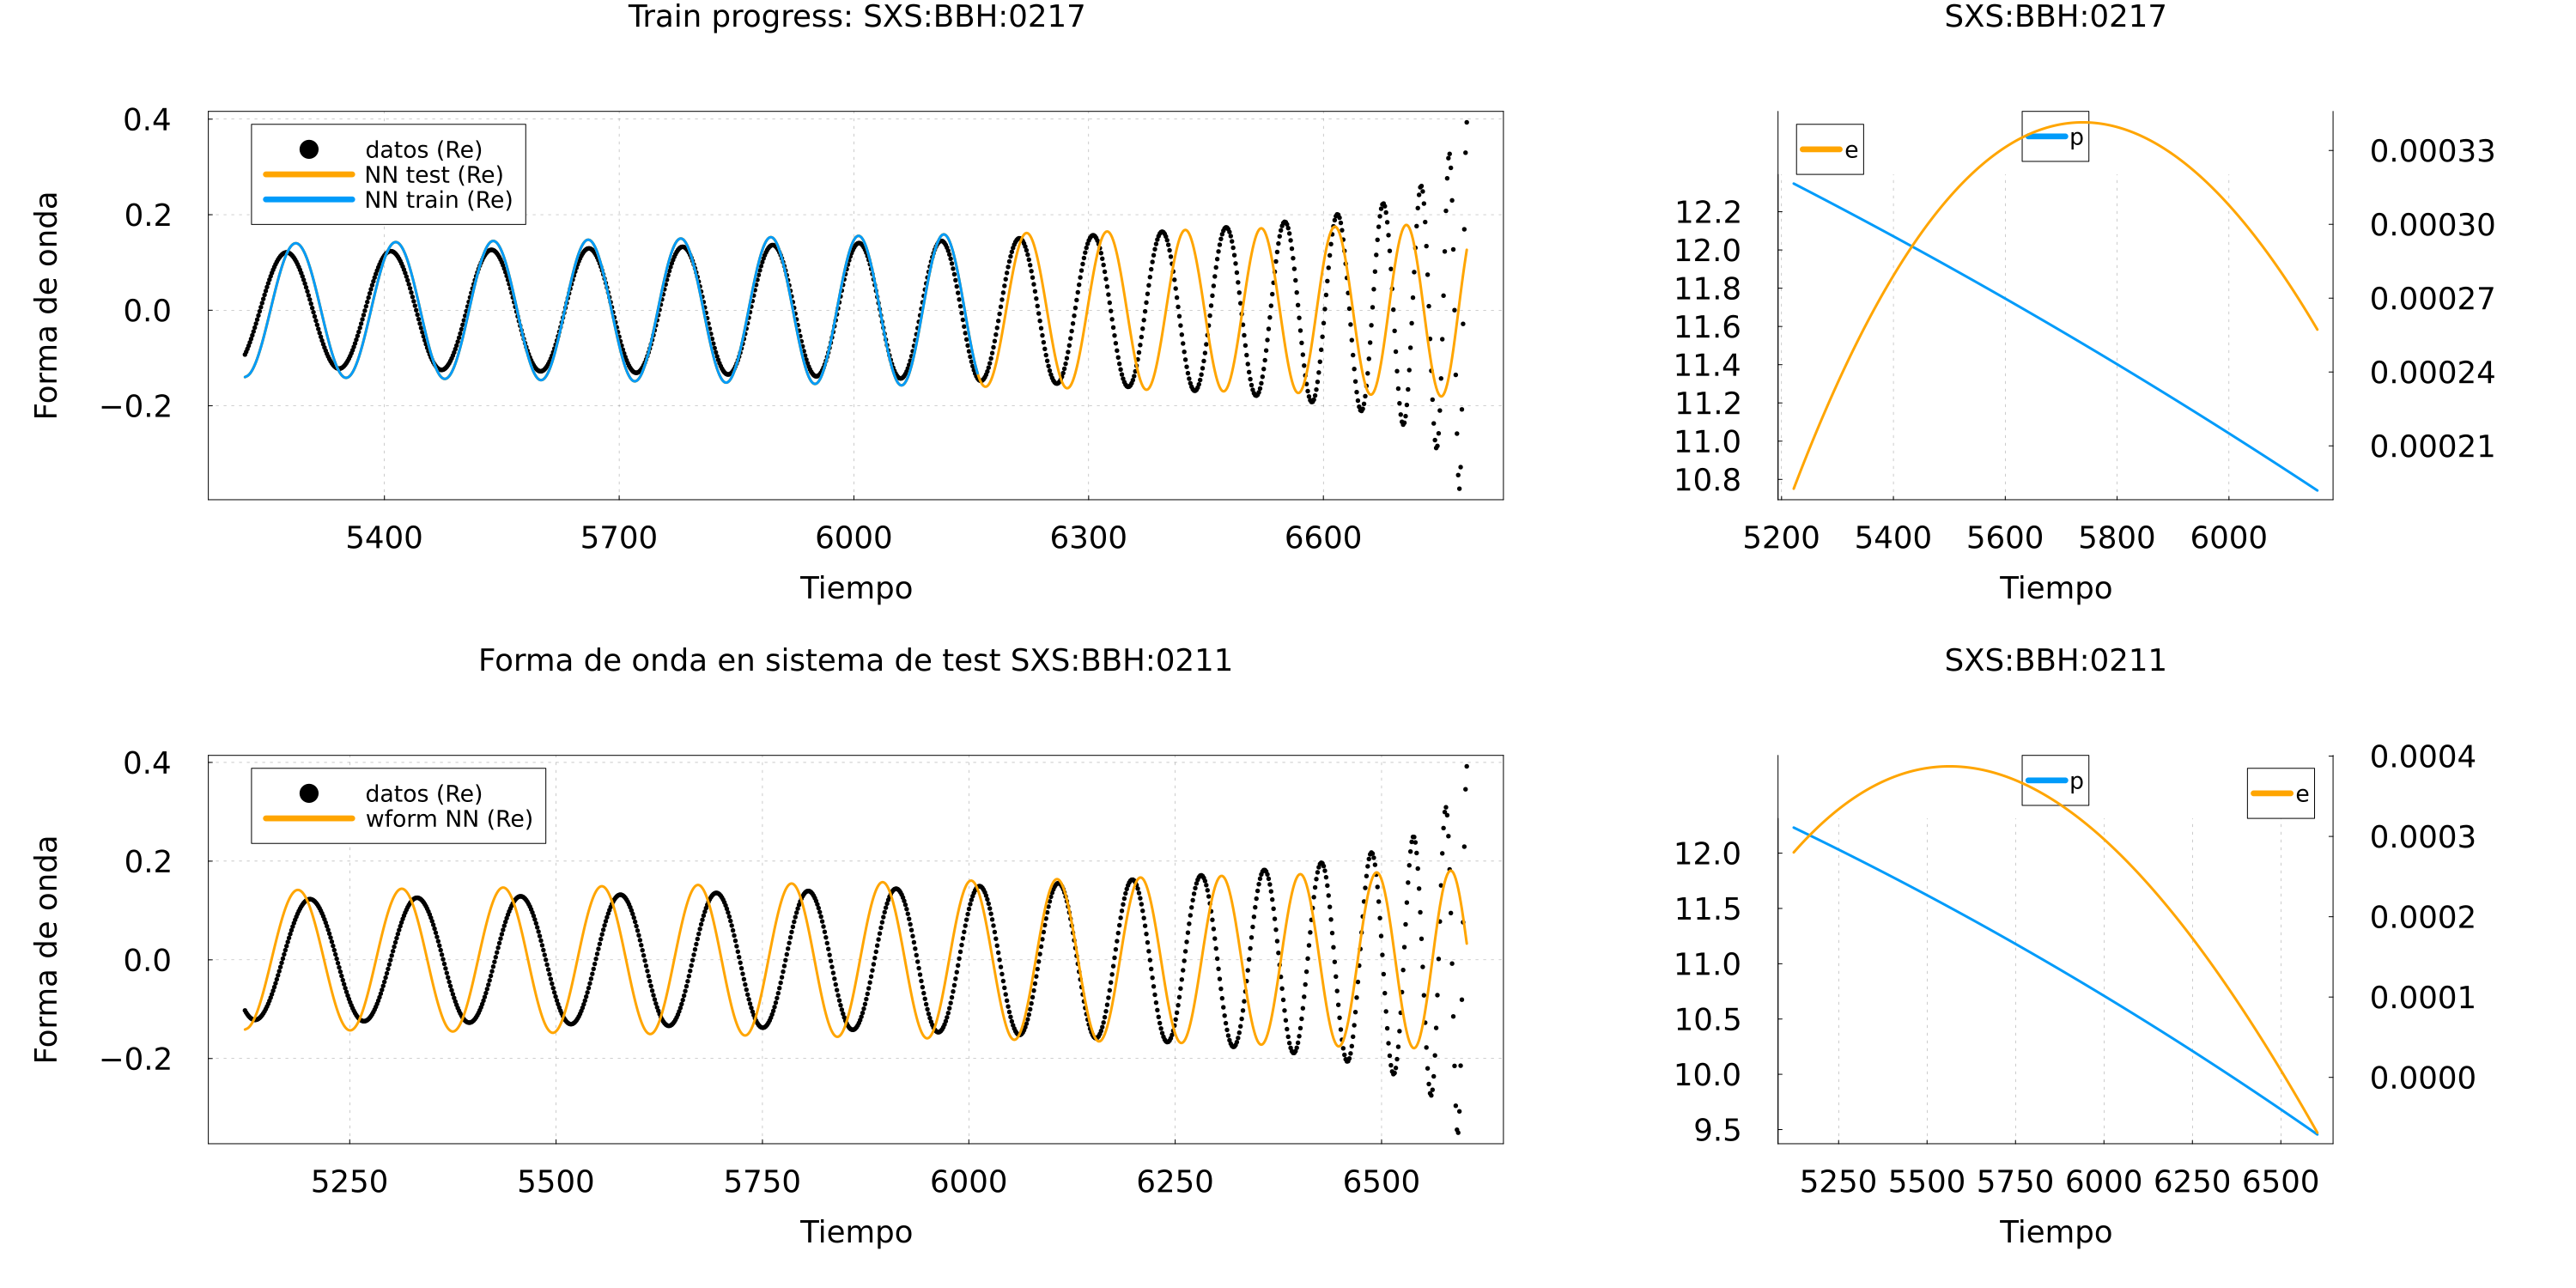 Train progress: SXS:BBH:0217
Forma de onda
0.4
0.2
0.0
−0.2
datos (Re)
NN test (Re)
NN train (Re)
5400 5700 6000 6300 6600
Tiempo
SXS:BBH:0217
e
p
12.2
12.0
11.8
11.6
11.4
11.2
11.0
10.8
0.00033
0.00030
0.00027
0.00024
0.00021
5200 5400 5600 5800 6000
Tiempo
Forma de onda en sistema de test SXS:BBH:0211
Forma de onda
0.4
0.2
0.0
−0.2
datos (Re)
wform NN (Re)
5250 5500 5750 6000 6250 6500
Tiempo
SXS:BBH:0211
p
e
12.0
11.5
11.0
10.5
10.0
9.5
0.0004
0.0003
0.0002
0.0001
0.0000
5250 5500 5750 6000 6250 6500
Tiempo